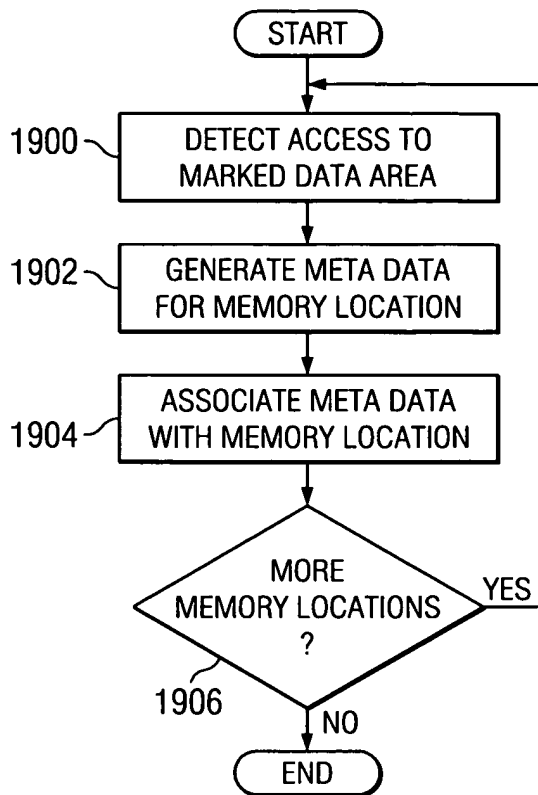 START
1900
DETECT ACCESS TO
MARKED DATA AREA
1902
GENERATE META DATA
FOR MEMORY LOCATION
1904
ASSOCIATE META DATA
WITH MEMORY LOCATION
MORE
MEMORY LOCATIONS
?
YES
1906
NO
END